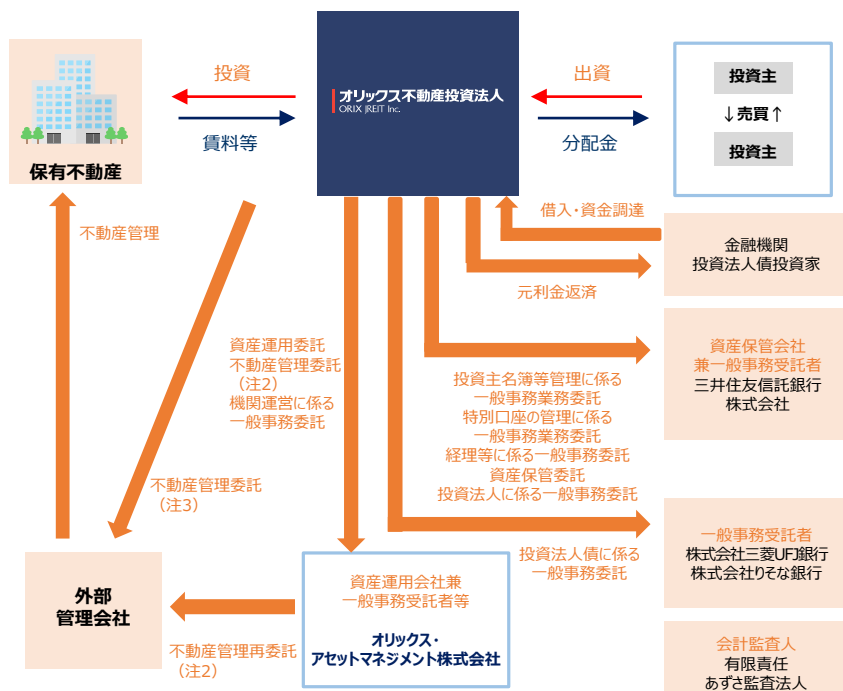 保有不動産
投資
賃料等
オリックス不動産投資法人
ORIX JREIT Inc.
出資
分配金
投資主
↓売買↑
投資主
不動産管理
借入・資金調達
元利金返済
金融機関
投資法人債投資家
資産運用委託
不動産管理委託
（注2）
機関運営に係る
一般事務委託
投資主名簿等管理に係る
一般事務業務委託
特別口座の管理に係る
一般事務業務委託
経理等に係る一般事務委託
資産保管委託
投資法人に係る一般事務委託
資産保管会社
兼一般事務受託者
三井住友信託銀行
株式会社
不動産管理委託
（注3）
投資法人債に係る
一般事務委託
一般事務受託者
株式会社三菱UFJ銀行
株式会社りそな銀行
外部
管理会社
不動産管理再委託
（注2）
資産運用会社兼
一般事務受託者等
オリックス・
アセットマネジメント株式会社
会計監査人
有限責任
あずさ監査法人